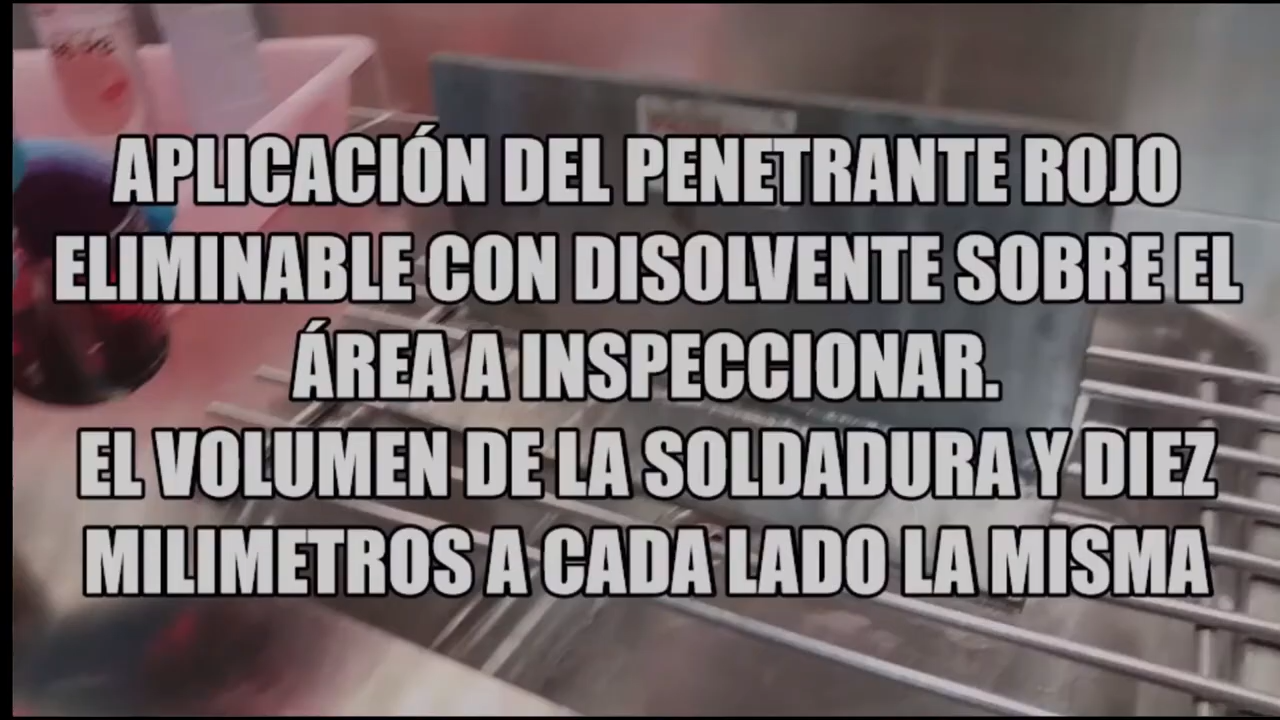 APLICACIÓN DEL PENETRANTE ROJO
ELIMINABLE CON DISOLVENTE SOBRE EL
ÁREA A INSPECCIONAR.
EL VOLUMEN DE LA SOLDADURA Y DIEZ
MILIMETROS A CADA LADO LA MISMA